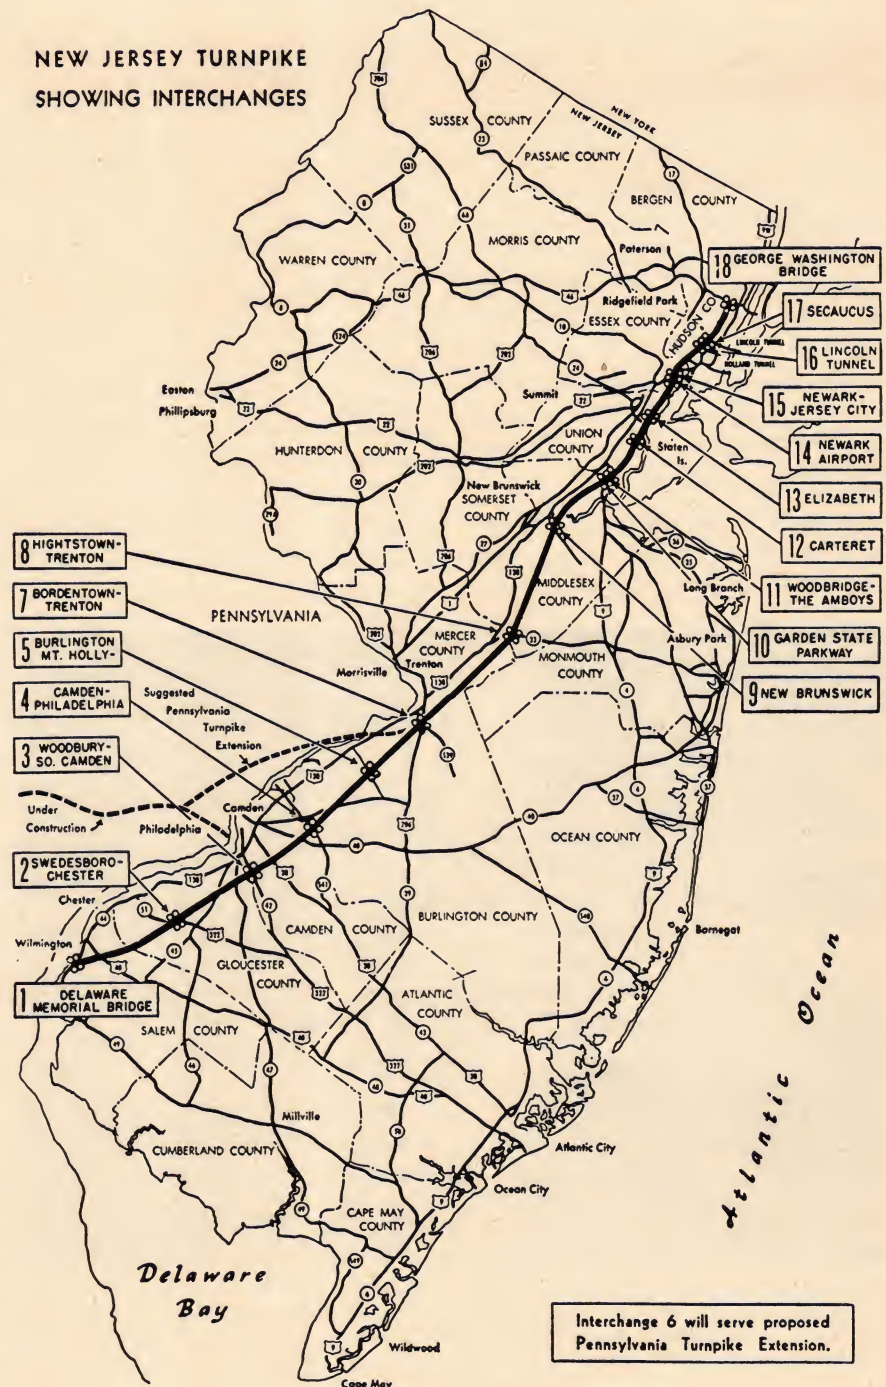 NEW JERSEY TURNPIKE
SHOWING INTERCHANGES
SUSSEX COUNTY
NEW YORK
NEW JERSEY
PASSAIC COUNTY
BERGEN COUNTY
WARREN COUNTY
MORRIS COUNTY
Paterson
18 GEORGE WASHINGTON
BRIDGE
Ridgefield Park
ESSEX COUNTY
HUDSON CO
17 SECAUCUS
LINCOLN TUNNEL
HOLLAND TUNNEL
16 LINCOLN
TUNNEL
Easton
Phillipsburg
Summit
15 NEWARK-
JERSEY CITY
UNION
COUNTY
HUNTERDON COUNTY
Staten
Is.
14 NEWARK
AIRPORT
New Brunswick
SOMERSET
COUNTY
13 ELIZABETH
12 CARTERET
8 HIGHTSTOWN-
TRENTON
MIDDLESEX
COUNTY
Long Branch
11 WOODBRIDGE-
THE AMBOYS
7 BORDENTOWN-
TRENTON
PENNSYLVANIA
MERCER
COUNTY
Asbury Park
10 GARDEN STATE
PARKWAY
5 BURLINGTON
MT. HOLLY-
Morrisville
Trenton
MONMOUTH
COUNTY
9 NEW BRUNSWICK
4 CAMDEN-
PHILADELPHIA
Suggested
Pennsylvania
Turnpike
Extension
3 WOODBURY-
SO. CAMDEN
Under
Construction
Camden
Philadelphia
OCEAN COUNTY
2 SWEDESBORO-
CHESTER
Chester
Wilmington
CAMDEN COUNTY
BURLINGTON COUNTY
Barnegat
GLOUCESTER
COUNTY
1 DELAWARE
MEMORIAL BRIDGE
ATLANTIC
COUNTY
SALEM COUNTY
Atlantic Ocean
Millville
CUMBERLAND COUNTY
Atlantic City
Ocean City
CAPE MAY
COUNTY
Delaware
Bay
Wildwood
Cape May
Interchange 6 will serve proposed
Pennsylvania Turnpike Extension.